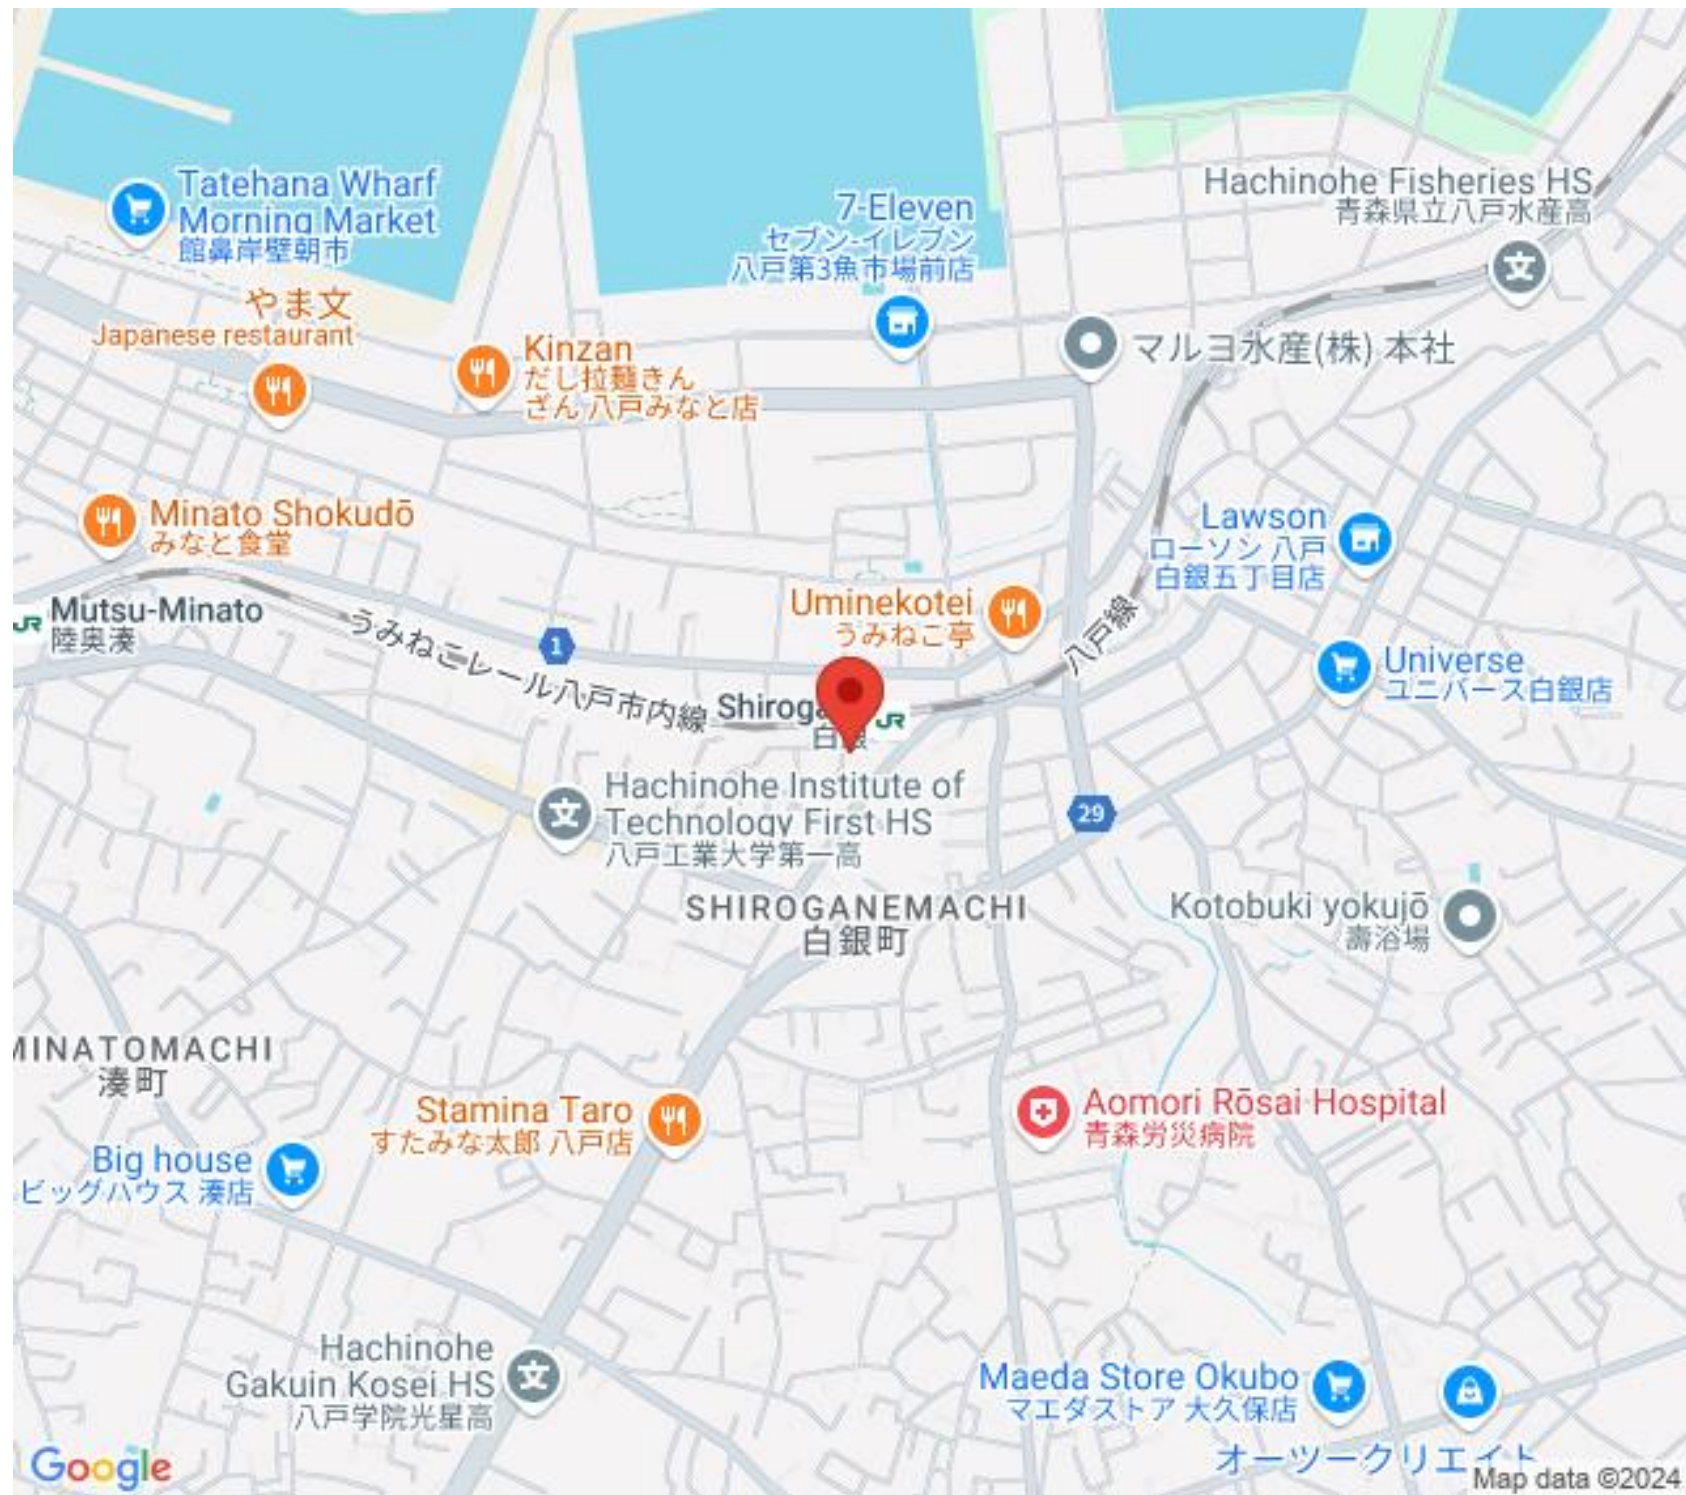 Tatehana Wharf
Morning Market
館鼻岸壁朝市
7-Eleven
セブン-イレブン
八戸第3魚市場前店
Hachinohe Fisheries HS
青森県立八戸水産高
やま文
Japanese restaurant
Kinzan
だし拉麺きん
ざん 八戸みなと店
マルヨ水産(株) 本社
Minato Shokudō
みなと食堂
Lawson
ローソン 八戸
白銀五丁目店
JR Mutsu-Minato
陸奥湊
うみねこレール八戸市内線
1
Uminekotei
うみねこ亭
八戸線
Universe
ユニバース白銀店
JR
Hachinohe Institute of
Technology First HS
八戸工業大学第一高
29
SHIROGANEMACHI
白銀町
Kotobuki yokujō
壽浴場
MINATOMACHI
湊町
Stamina Taro
すたみな太郎 八戸店
Aomori Rōsai Hospital
青森労災病院
Big house
ビッグハウス 湊店
Hachinohe
Gakuin Kosei HS
八戸学院光星高
Maeda Store Okubo
マエダストア 大久保店
オーツークリエイト
Google
Map data ©2024